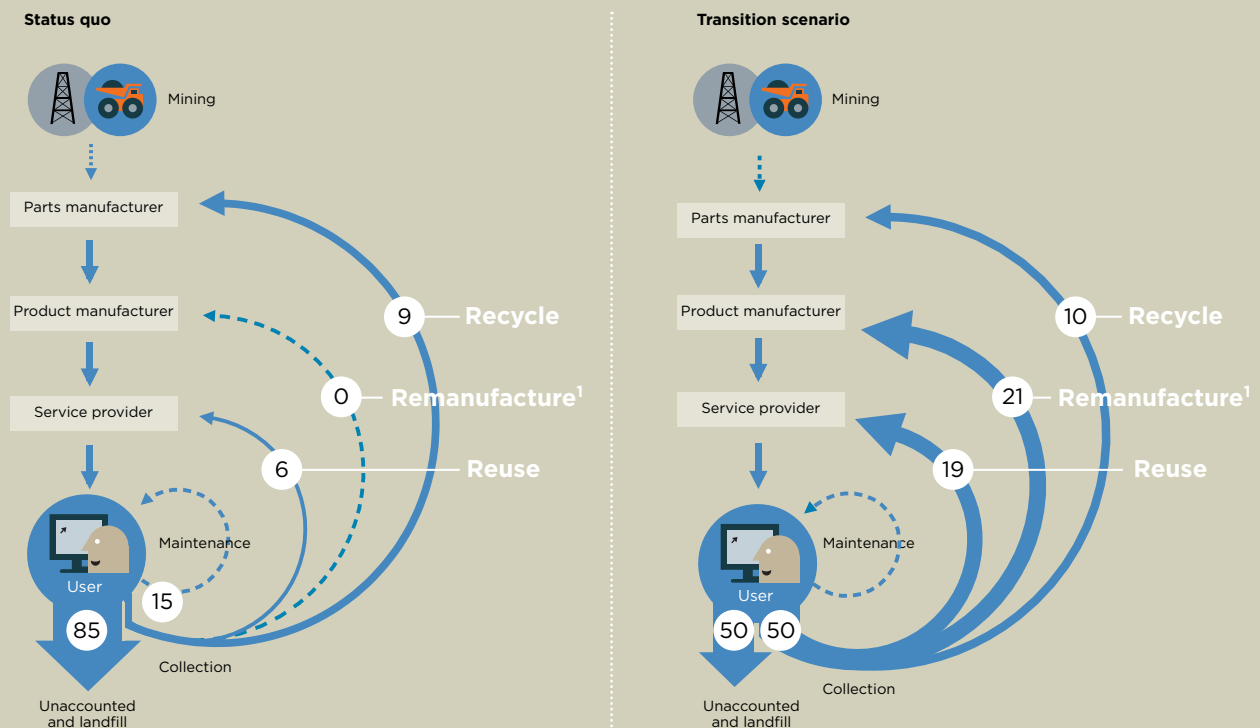 Status quo
Mining
Parts manufacturer
Product manufacturer
9
Recycle
0
Remanufacture¹
Service provider
6
Reuse
Maintenance
User
15
85
Collection
Unaccounted
and landfill
Transition scenario
Mining
Parts manufacturer
Product manufacturer
10
Recycle
21
Remanufacture¹
Service provider
19
Reuse
Maintenance
User
50
50
Collection
Unaccounted
and landfill